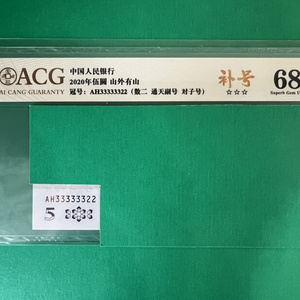 ACG
AI CANG GUARANTY
中国人民银行
2020年伍圆 山外有山
冠号：AH33333322（数二 通天副号 对子号）
补号
☆☆☆
68
Superb Gem U
AH33333322
5